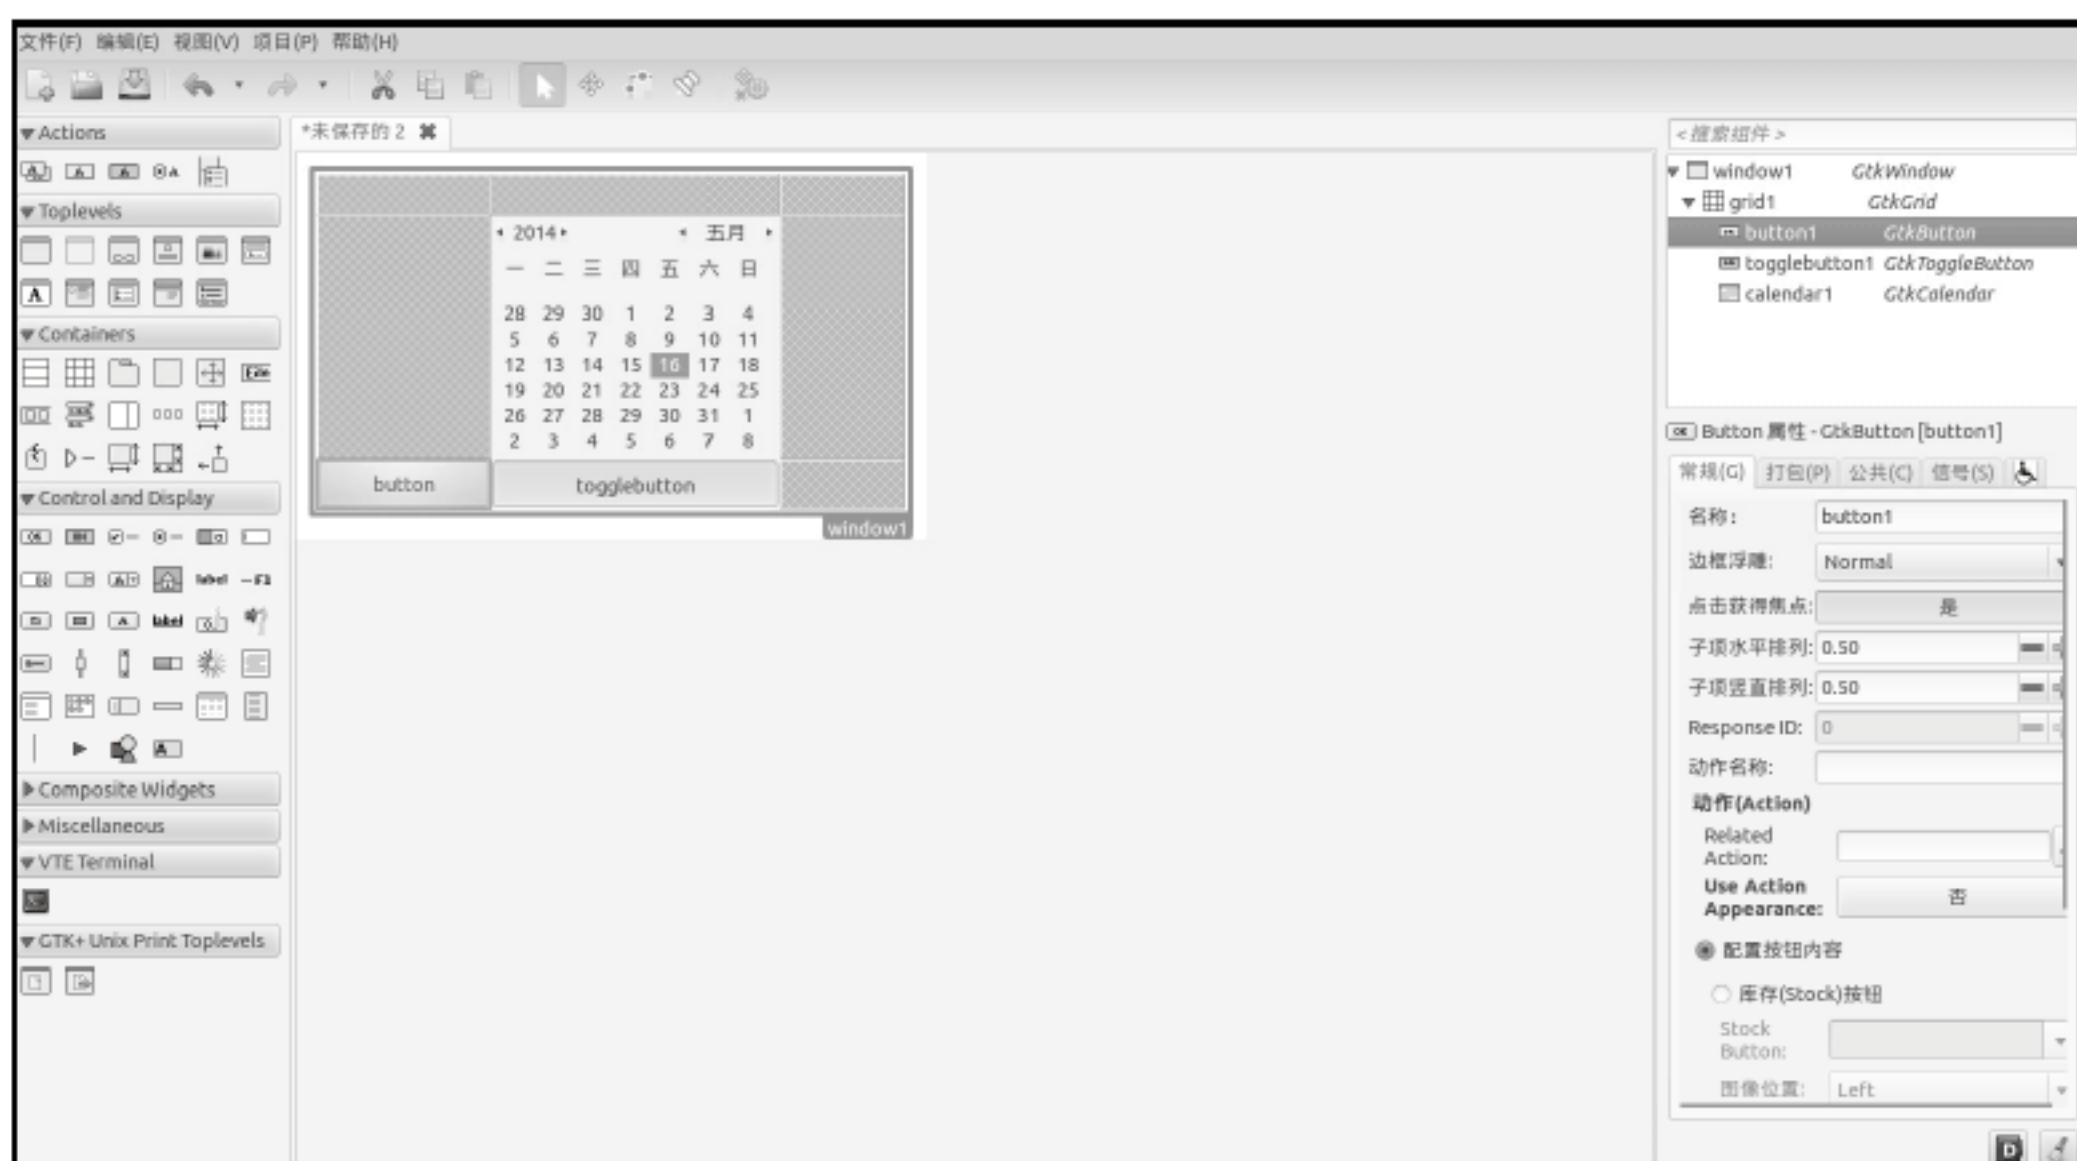 文件(F) 编辑(E) 视图(V) 项目(P) 帮助(H)
Actions
Toplevels
Containers
Control and Display
label
label
Composite Widgets
Miscellaneous
VTE Terminal
GTK+ Unix Print Toplevels
*未保存的 2
2014 五月
一 二 三 四 五 六 日
28 29 30 1 2 3 4
5 6 7 8 9 10 11
12 13 14 15 16 17 18
19 20 21 22 23 24 25
26 27 28 29 30 31 1
2 3 4 5 6 7 8
button togglebutton
window1
<搜索组件>
window1 GtkWindow
grid1 GtkGrid
button1 GtkButton
togglebutton1 GtkToggleButton
calendar1 GtkCalendar
Button 属性 - GtkButton [button1]
常规(G) 打包(P) 公共(C) 信号(S)
名称: button1
边框浮雕: Normal
点击获得焦点: 是
子项水平排列: 0.50
子项竖直排列: 0.50
Response ID: 0
动作名称:
动作(Action)
Related
Action:
Use Action
Appearance: 否
配置按钮内容
库存(Stock)按钮
Stock
Button:
图像位置: Left